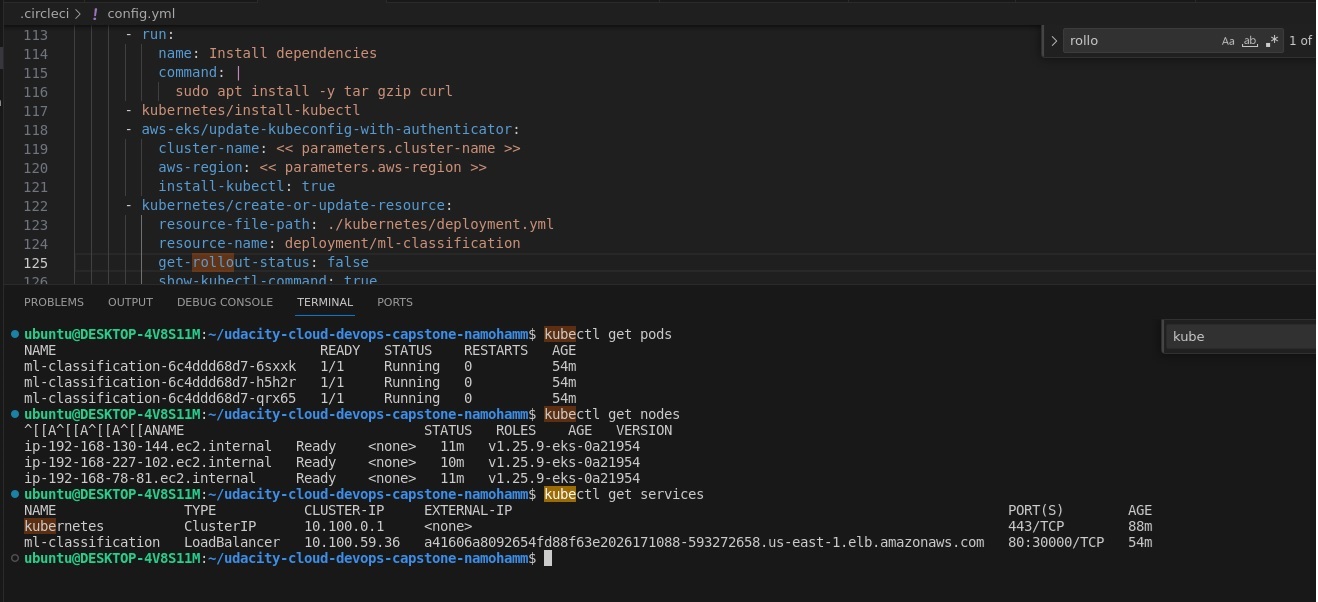 .circleci > ! config.yml
113 - run:
114 name: Install dependencies
115 command: |
116 sudo apt install -y tar gzip curl
117 - kubernetes/install-kubectl
118 - aws-eks/update-kubeconfig-with-authenticator:
119 cluster-name: << parameters.cluster-name >>
120 aws-region: << parameters.aws-region >>
121 install-kubectl: true
122 - kubernetes/create-or-update-resource:
123 resource-file-path: ./kubernetes/deployment.yml
124 resource-name: deployment/ml-classification
125 get-rollout-status: false
126 show-kubectl-command: true
> rollo Aa ab .* 1 of
PROBLEMS OUTPUT DEBUG CONSOLE TERMINAL PORTS
kube
ubuntu@DESKTOP-4V8S11M:~/udacity-cloud-devops-capstone-namohamm$ kubectl get pods
NAME READY STATUS RESTARTS AGE
ml-classification-6c4ddd68d7-6sxxk 1/1 Running 0 54m
ml-classification-6c4ddd68d7-h5h2r 1/1 Running 0 54m
ml-classification-6c4ddd68d7-qrx65 1/1 Running 0 54m
ubuntu@DESKTOP-4V8S11M:~/udacity-cloud-devops-capstone-namohamm$ kubectl get nodes
^[[A^[[A^[[A^[[ANAME STATUS ROLES AGE VERSION
ip-192-168-130-144.ec2.internal Ready <none> 11m v1.25.9-eks-0a21954
ip-192-168-227-102.ec2.internal Ready <none> 10m v1.25.9-eks-0a21954
ip-192-168-78-81.ec2.internal Ready <none> 11m v1.25.9-eks-0a21954
ubuntu@DESKTOP-4V8S11M:~/udacity-cloud-devops-capstone-namohamm$ kubectl get services
NAME TYPE CLUSTER-IP EXTERNAL-IP PORT(S) AGE
kubernetes ClusterIP 10.100.0.1 <none> 443/TCP 88m
ml-classification LoadBalancer 10.100.59.36 a41606a8092654fd88f63e2026171088-593272658.us-east-1.elb.amazonaws.com 80:30000/TCP 54m
ubuntu@DESKTOP-4V8S11M:~/udacity-cloud-devops-capstone-namohamm$